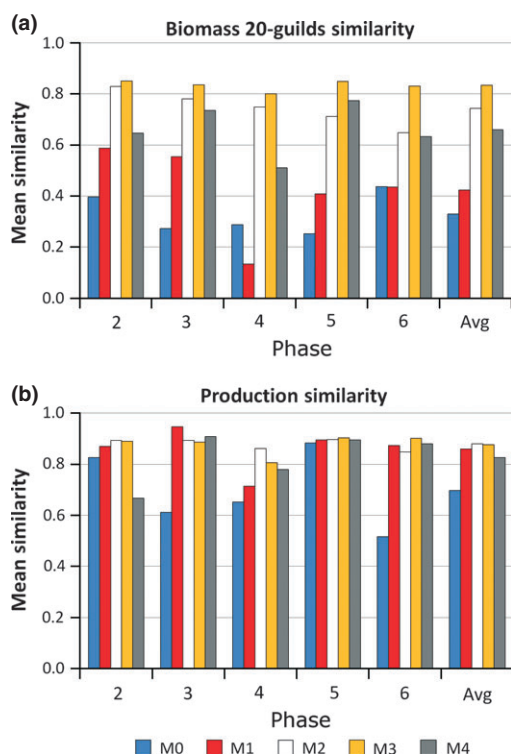 (a)
Biomass 20-guilds similarity
Mean similarity
1.0
0.8
0.6
0.4
0.2
0.0
2 3 4 5 6 Avg
Phase
(b)
Production similarity
Mean similarity
1.0
0.8
0.6
0.4
0.2
0.0
2 3 4 5 6 Avg
Phase
M0 M1 M2 M3 M4